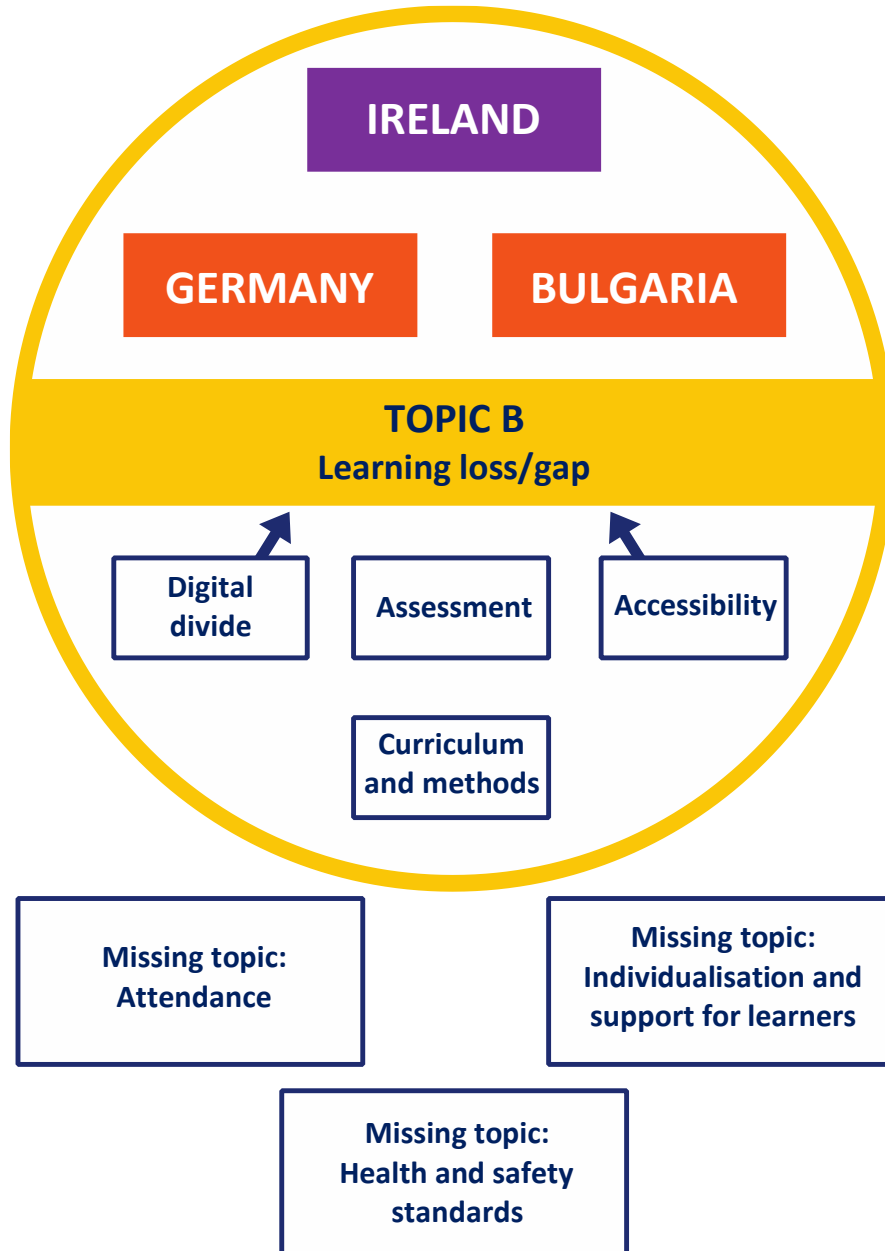 IRELAND
GERMANY
BULGARIA
TOPIC B
Learning loss/gap
Digital
divide
Assessment
Accessibility
Curriculum
and methods
Missing topic:
Attendance
Missing topic:
Individualisation and
support for learners
Missing topic:
Health and safety
standards